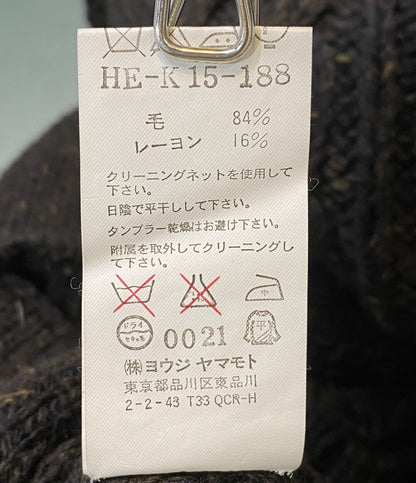 HE-K 15-188
毛 84%
レーヨン 16%
クリーニングネットを使用して
下さい。
日陰で平干しして下さい。
タンブラー乾燥はお避け下さい。
附属を取外してクリーニングし
て下さい。
中
ドライ 0021 平
セキユ系
(株)ヨウジヤマモト
東京都品川区東品川
2-2-43 T33 QCR-H